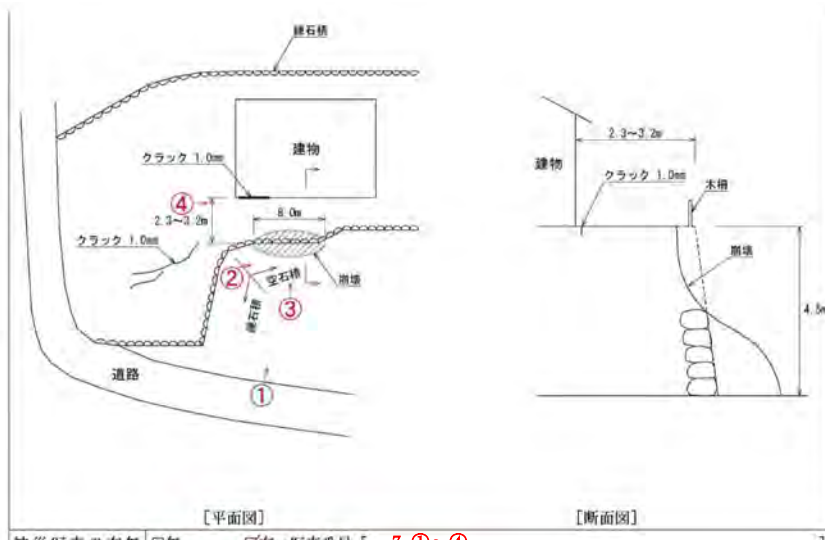 練石積
建物
クラック 1.0mm
④
2.3～3.2m
8.0m
クラック 1.0mm
②
空石積
崩壊
③
練石積
道路
①
[平面図]
2.3～3.2m
建物
クラック 1.0mm
木柵
崩壊
4.5m
[断面図]